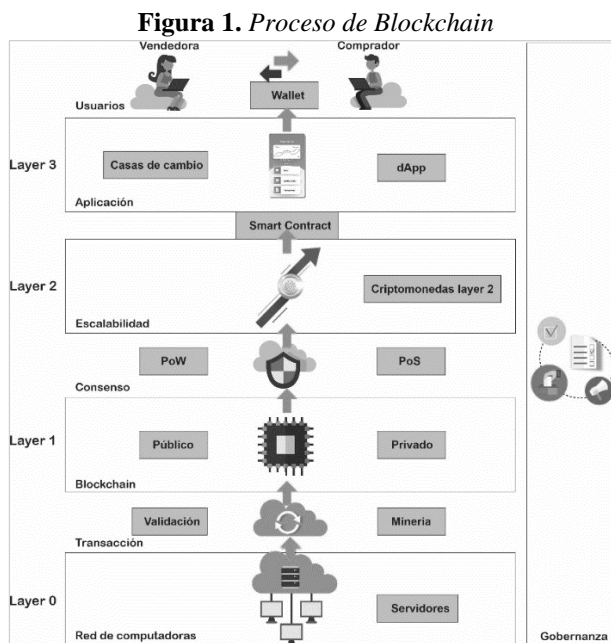 Figura 1. Proceso de Blockchain
Vendedora
Comprador
Wallet
Usuarios
Layer 3
Casas de cambio
dApp
Aplicación
Smart Contract
Layer 2
Criptomonedas layer 2
Escalabilidad
PoW
PoS
Consenso
Layer 1
Público
Privado
Blockchain
Validación
Mineria
Transacción
Layer 0
Servidores
Red de computadoras
Gobernanza